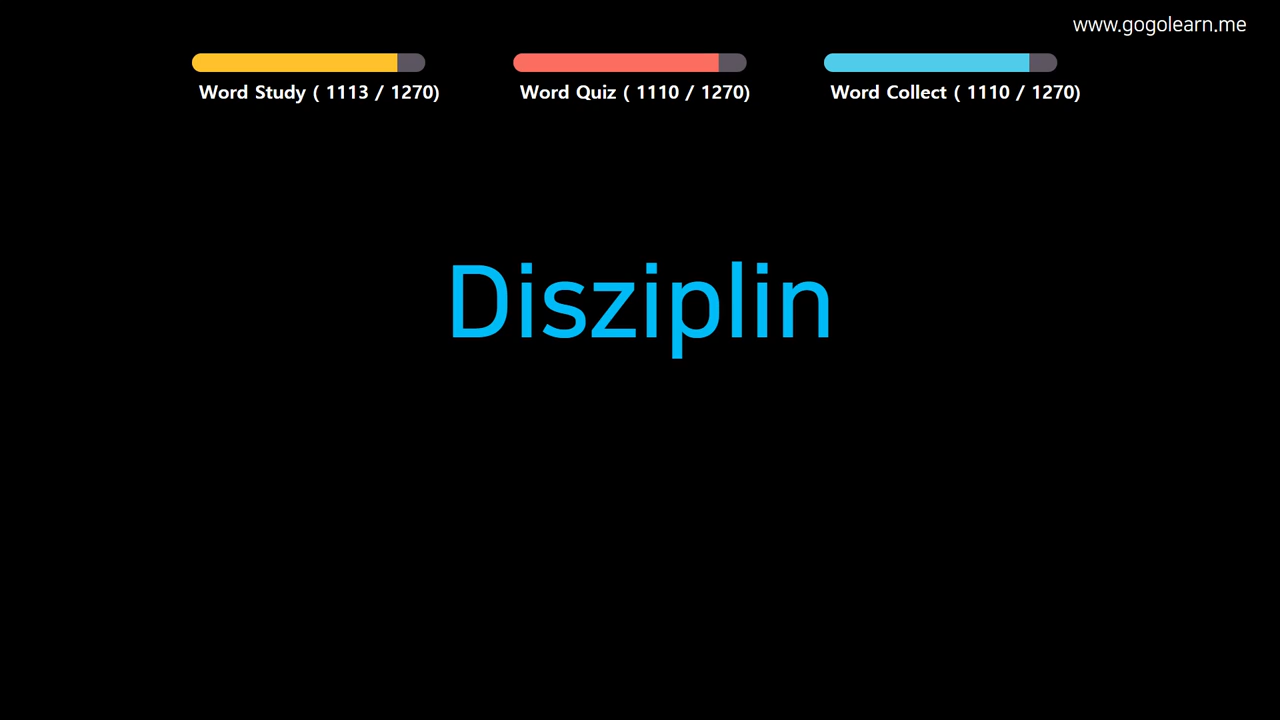 www.gogolearn.me
Word Study ( 1113 / 1270)
Word Quiz ( 1110 / 1270)
Word Collect ( 1110 / 1270)
Disziplin